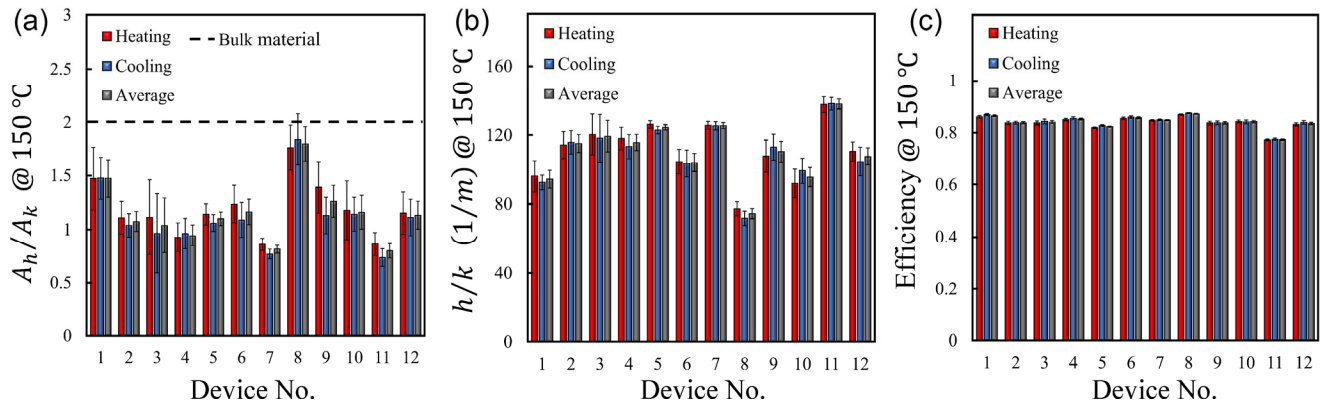 (a)
3
2.5
2
1.5
1
0.5
0
Heating
Cooling
Average
Bulk material
A_h/A_k @ 150 °C
1 2 3 4 5 6 7 8 9 10 11 12
Device No.
(b)
160
120
80
40
0
Heating
Cooling
Average
h/k (1/m) @ 150 °C
1 2 3 4 5 6 7 8 9 10 11 12
Device No.
(c)
1
0.8
0.6
0.4
0.2
0
Heating
Cooling
Average
Efficiency @ 150 °C
1 2 3 4 5 6 7 8 9 10 11 12
Device No.